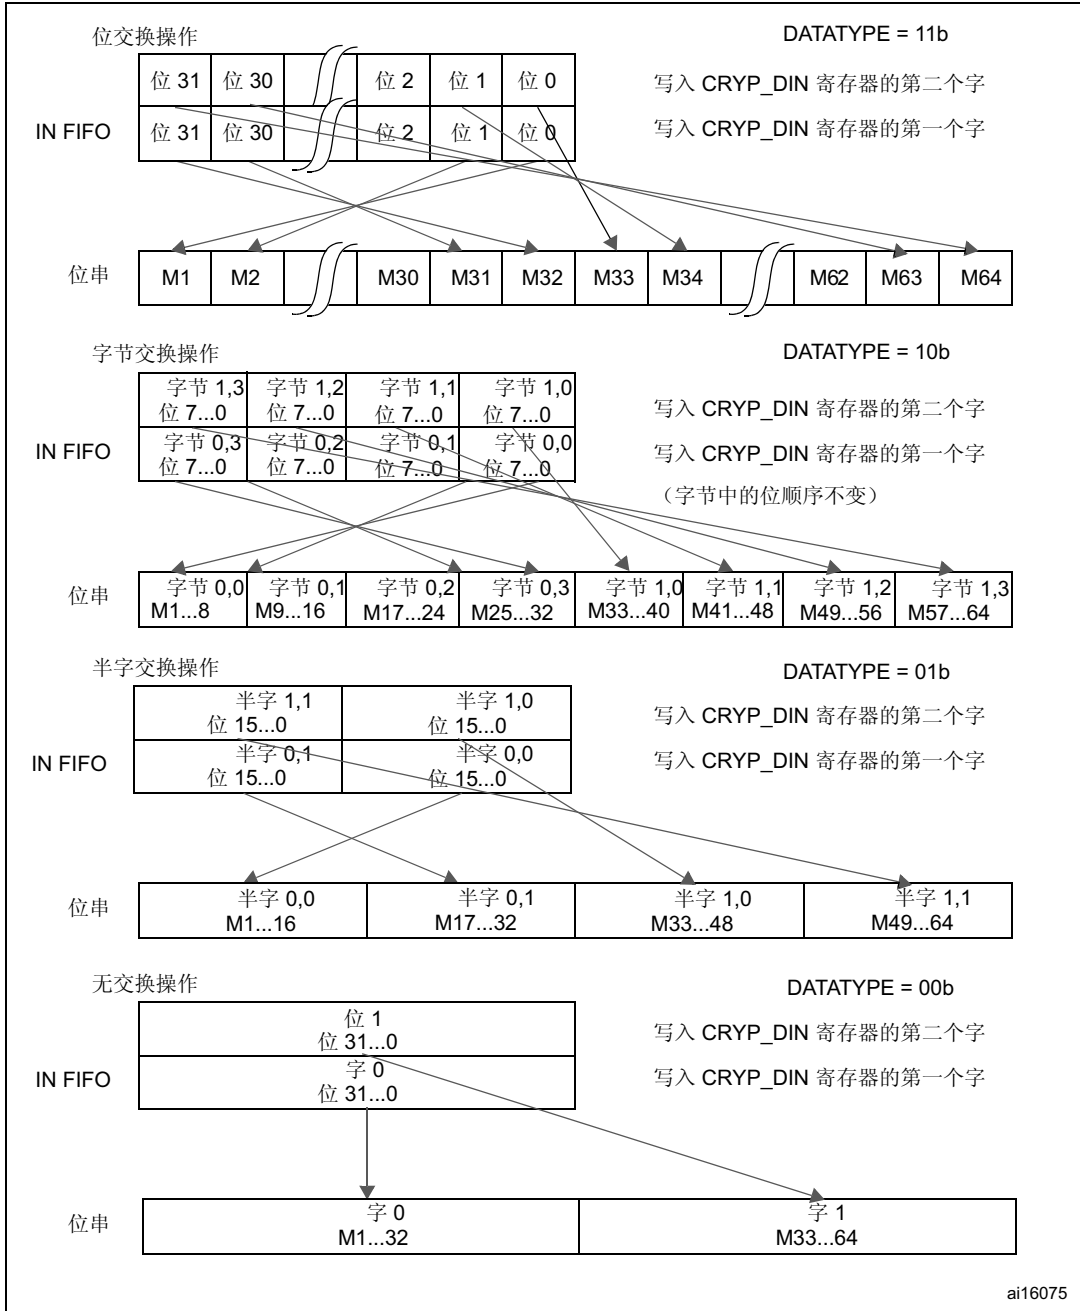 位交换操作 DATATYPE = 11b
位 31 位 30 位 2 位 1 位 0 写入 CRYP_DIN 寄存器的第二个字
IN FIFO 位 31 位 30 位 2 位 1 位 0 写入 CRYP_DIN 寄存器的第一个字
位串 M1 M2 M30 M31 M32 M33 M34 M62 M63 M64
字节交换操作 DATATYPE = 10b
字节 1,3 字节 1,2 字节 1,1 字节 1,0
位 7...0 位 7...0 位 7...0 位 7...0 写入 CRYP_DIN 寄存器的第二个字
IN FIFO 字节 0,3 字节 0,2 字节 0,1 字节 0,0 写入 CRYP_DIN 寄存器的第一个字
位 7...0 位 7...0 位 7...0 位 7...0
（字节中的位顺序不变）
位串 字节 0,0 字节 0,1 字节 0,2 字节 0,3 字节 1,0 字节 1,1 字节 1,2 字节 1,3
M1...8 M9...16 M17...24 M25...32 M33...40 M41...48 M49...56 M57...64
半字交换操作 DATATYPE = 01b
半字 1,1 半字 1,0
位 15...0 位 15...0 写入 CRYP_DIN 寄存器的第二个字
IN FIFO 半字 0,1 半字 0,0 写入 CRYP_DIN 寄存器的第一个字
位 15...0 位 15...0
位串 半字 0,0 半字 0,1 半字 1,0 半字 1,1
M1...16 M17...32 M33...48 M49...64
无交换操作 DATATYPE = 00b
位 1
位 31...0 写入 CRYP_DIN 寄存器的第二个字
IN FIFO 字 0 写入 CRYP_DIN 寄存器的第一个字
位 31...0
位串 字 0 字 1
M1...32 M33...64
ai16075